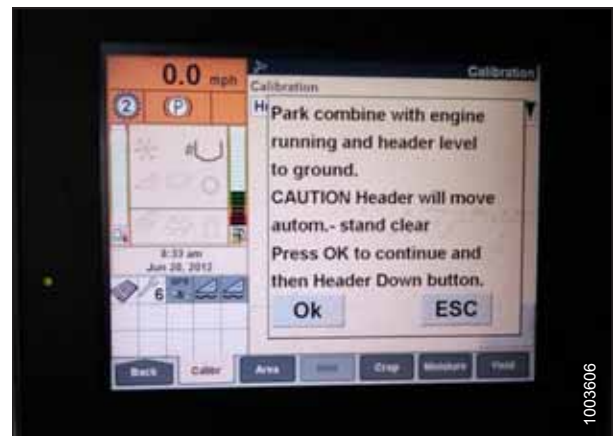 0.0 mph
Calibration
Calibration
2
P
He
Park combine with engine
running and header level
to ground.
CAUTION Header will move
autom.- stand clear
Press OK to continue and
then Header Down button.
Ok
ESC
8:33 am
Jun 20, 2012
6
Back
Calibr
Area
Crop
Moisture
Yield
1003606